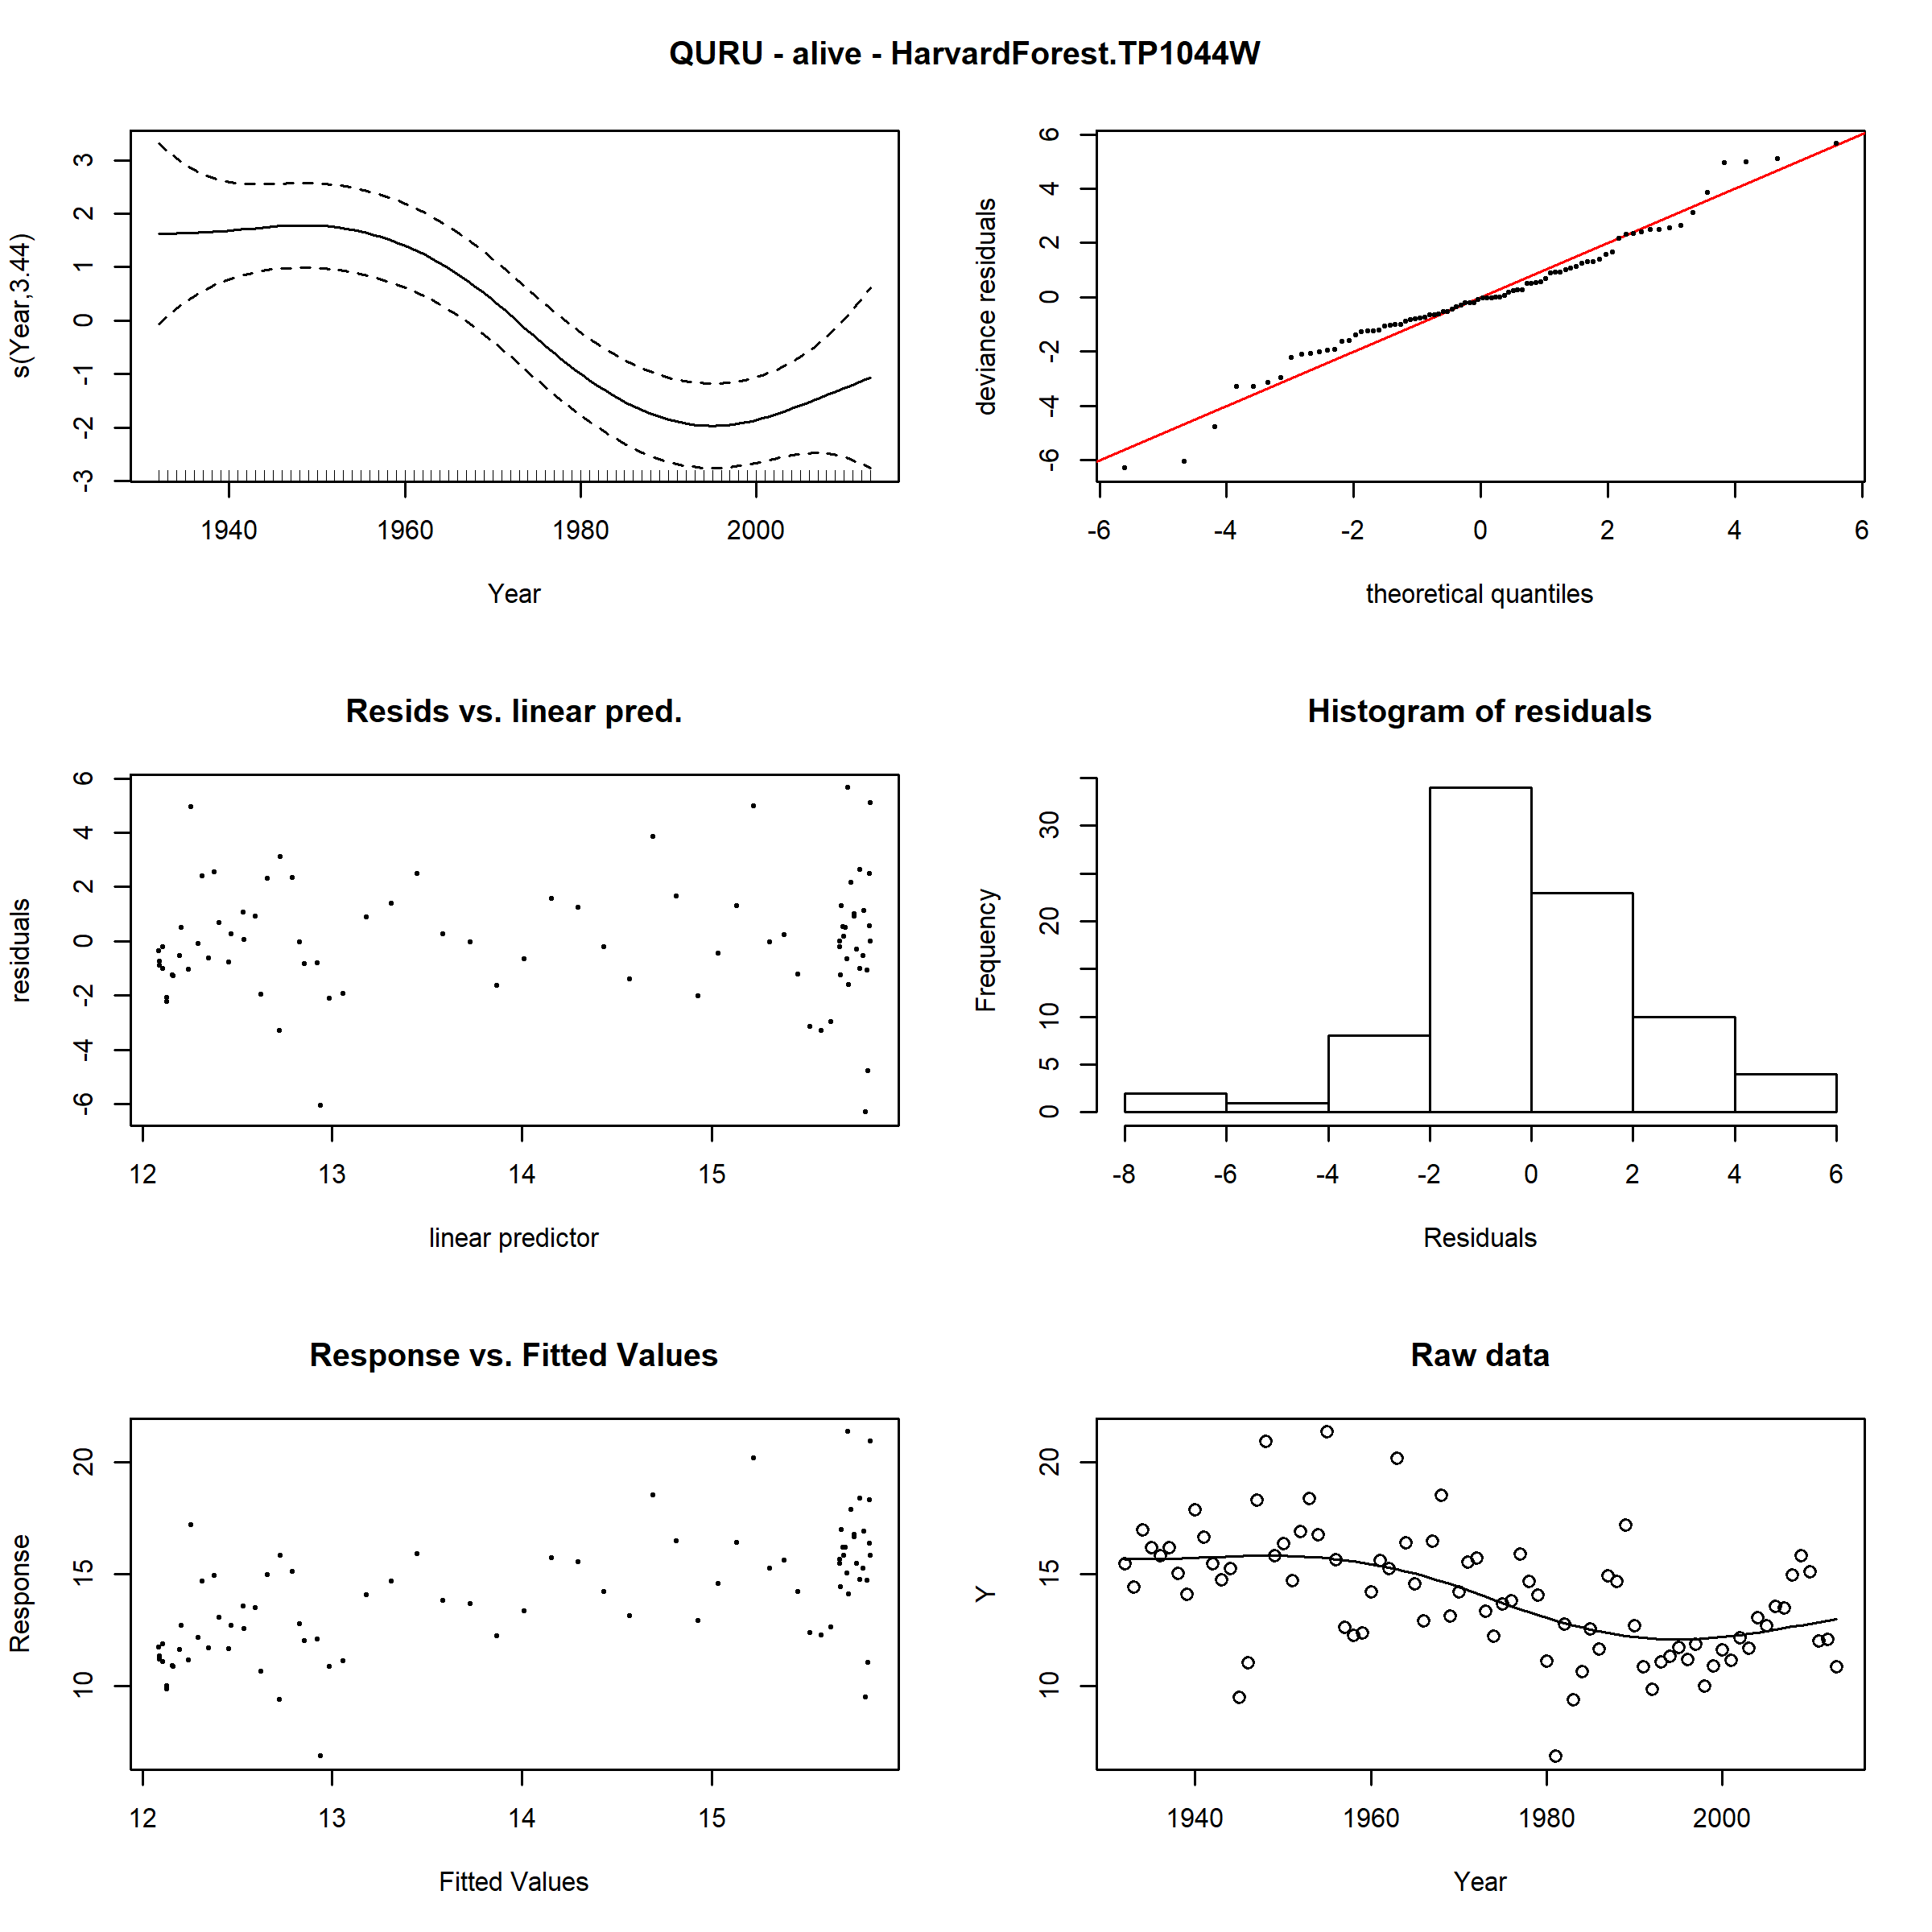 QURU - alive - HarvardForest.TP1044W
s(Year,3.44)
3
2
1
0
-1
-2
-3
1940 1960 1980 2000
Year
deviance residuals
6
4
2
0
-2
-4
-6
-6 -4 -2 0 2 4 6
theoretical quantiles
Resids vs. linear pred.
residuals
6
4
2
0
-2
-4
-6
12 13 14 15
linear predictor
Histogram of residuals
Frequency
30
20
10
5
0
-8 -6 -4 -2 0 2 4 6
Residuals
Response vs. Fitted Values
Response
20
15
10
12 13 14 15
Fitted Values
Raw data
Y
20
15
10
1940 1960 1980 2000
Year